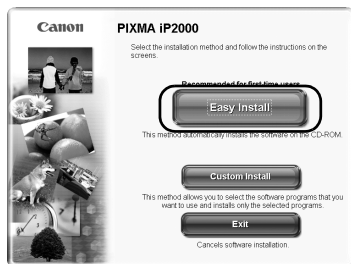 Canon
PIXMA iP2000
Select the installation method and follow the instructions on the
screens.
Recommended for first-time users
Easy Install
This method automatically installs the software on the CD-ROM.
Custom Install
This method allows you to select the software programs that you
want to use and installs only the selected programs.
Exit
Cancels software installation.